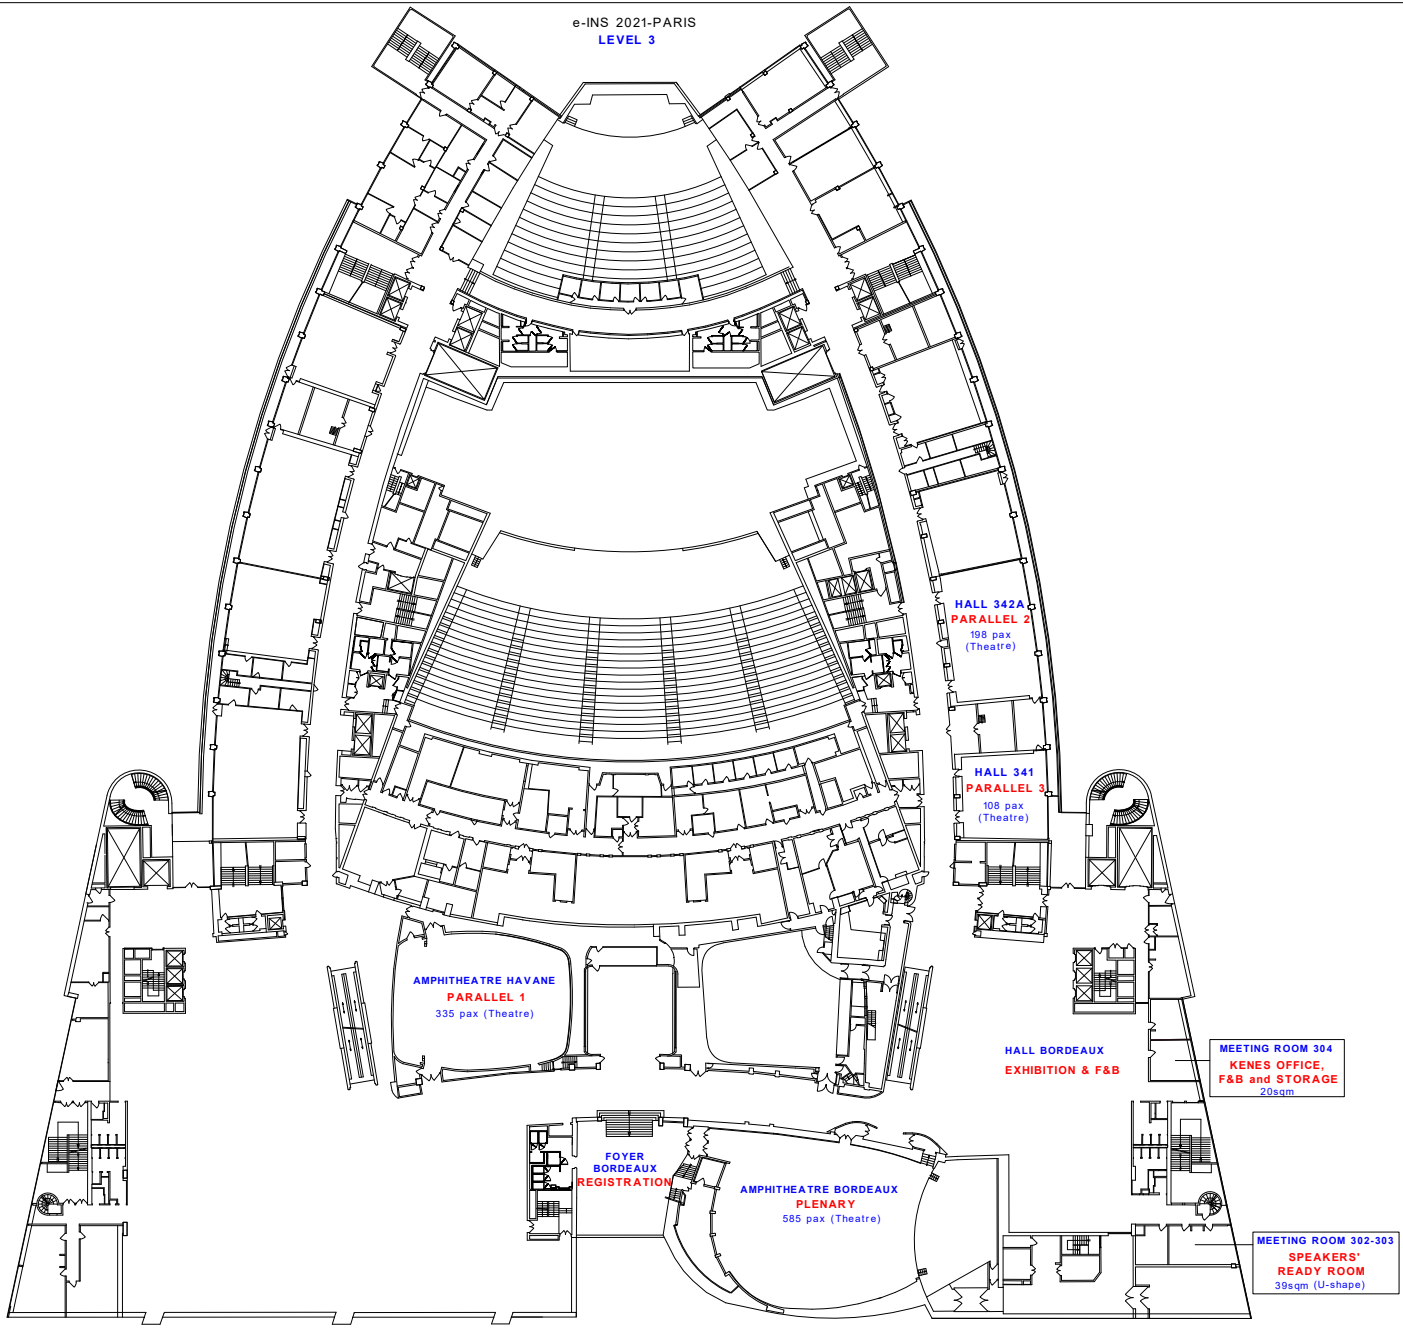 e-INS 2021-PARIS
LEVEL 3
HALL 342A
PARALLEL 2
198 pax
(Theatre)
HALL 341
PARALLEL 3
108 pax
(Theatre)
AMPHITHEATRE HAVANE
PARALLEL 1
335 pax (Theatre)
HALL BORDEAUX
EXHIBITION & F&B
MEETING ROOM 304
KENES OFFICE,
F&B and STORAGE
20sqm
FOYER
BORDEAUX
REGISTRATION
AMPHITHEATRE BORDEAUX
PLENARY
585 pax (Theatre)
MEETING ROOM 302-303
SPEAKERS'
READY ROOM
39sqm (U-shape)